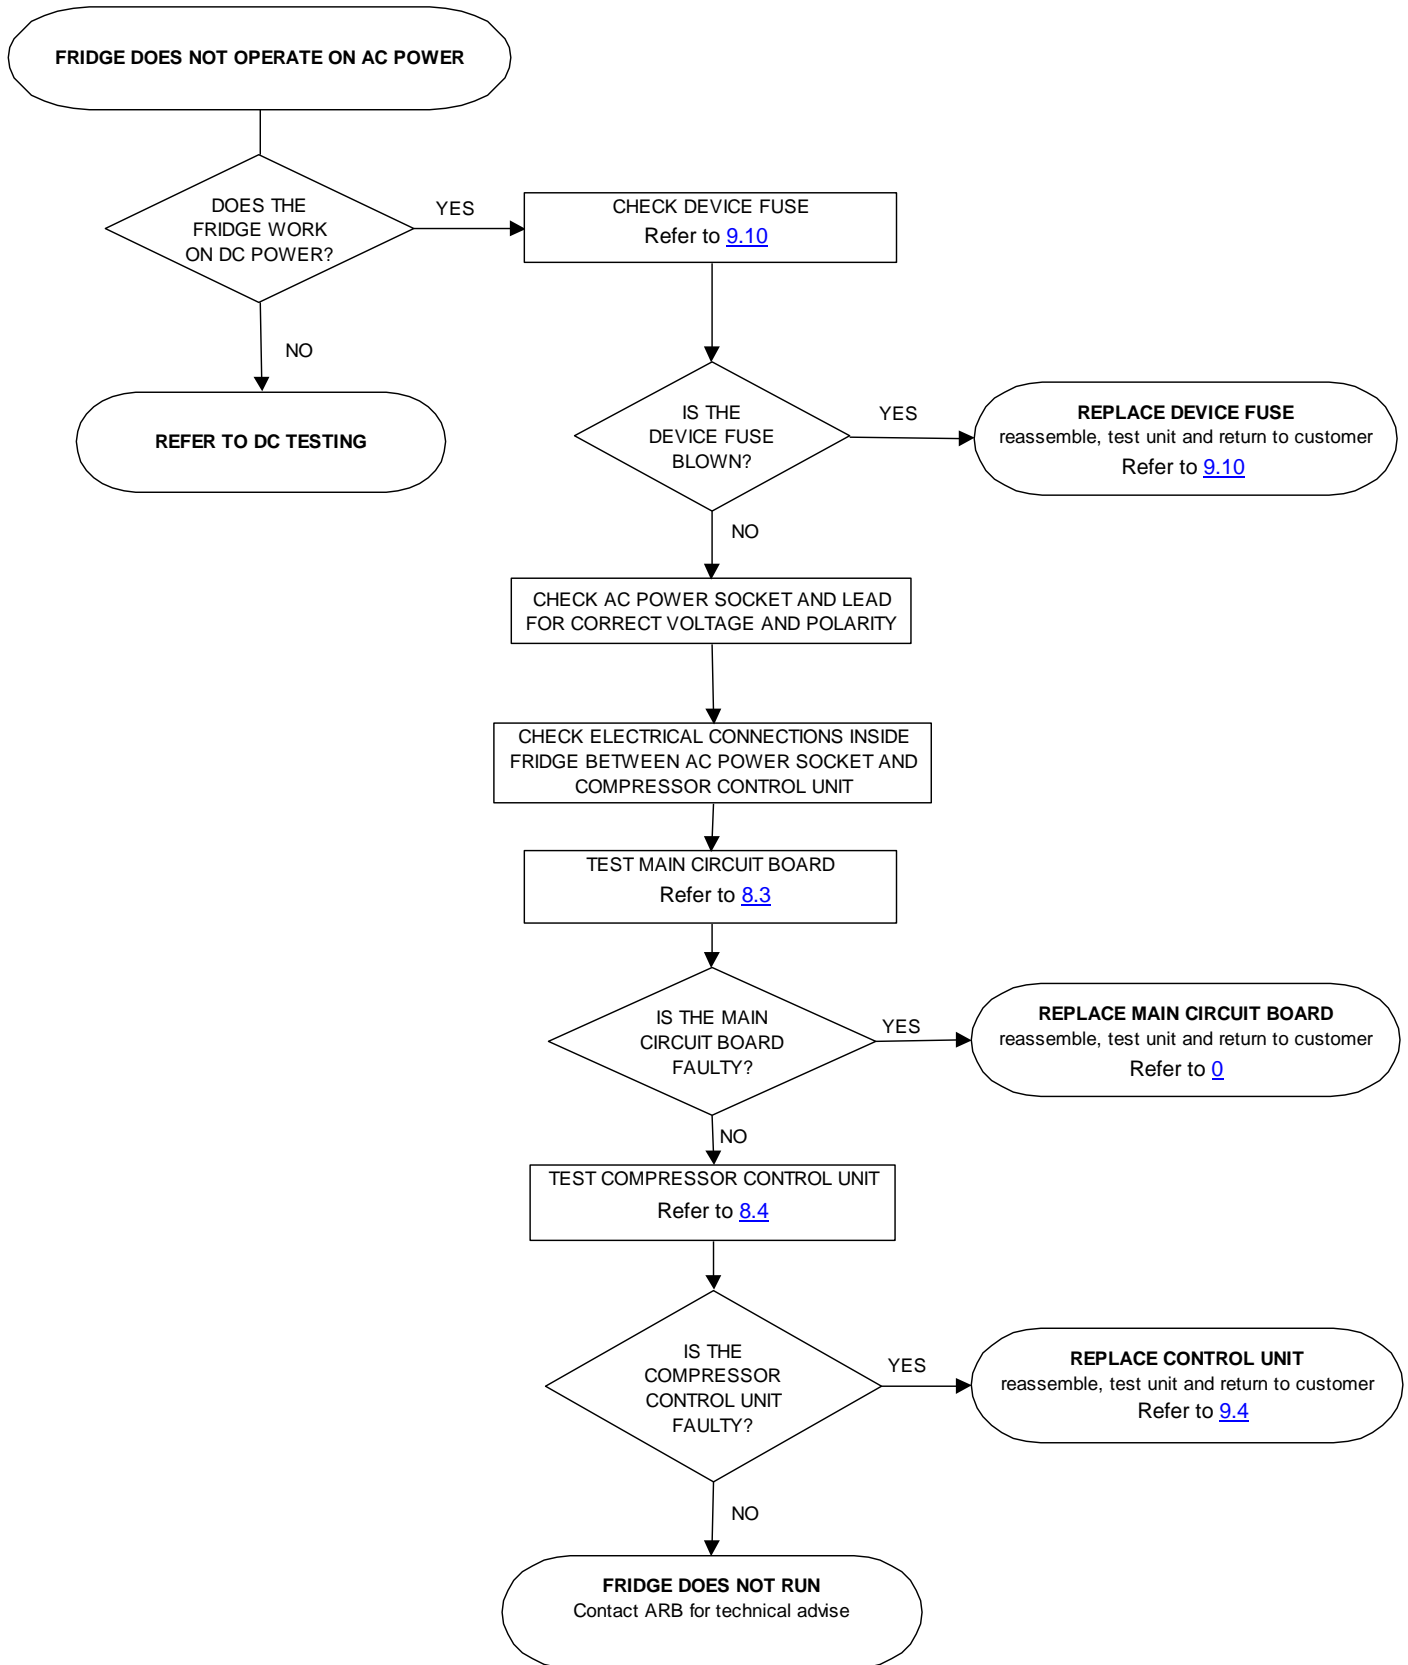 FRIDGE DOES NOT OPERATE ON AC POWER
DOES THE
FRIDGE WORK
ON DC POWER?
YES
CHECK DEVICE FUSE
Refer to 9.10
NO
REFER TO DC TESTING
IS THE
DEVICE FUSE
BLOWN?
YES
REPLACE DEVICE FUSE
reassemble, test unit and return to customer
Refer to 9.10
NO
CHECK AC POWER SOCKET AND LEAD
FOR CORRECT VOLTAGE AND POLARITY
CHECK ELECTRICAL CONNECTIONS INSIDE
FRIDGE BETWEEN AC POWER SOCKET AND
COMPRESSOR CONTROL UNIT
TEST MAIN CIRCUIT BOARD
Refer to 8.3
IS THE MAIN
CIRCUIT BOARD
FAULTY?
YES
REPLACE MAIN CIRCUIT BOARD
reassemble, test unit and return to customer
Refer to 0
NO
TEST COMPRESSOR CONTROL UNIT
Refer to 8.4
IS THE
COMPRESSOR
CONTROL UNIT
FAULTY?
YES
REPLACE CONTROL UNIT
reassemble, test unit and return to customer
Refer to 9.4
NO
FRIDGE DOES NOT RUN
Contact ARB for technical advise